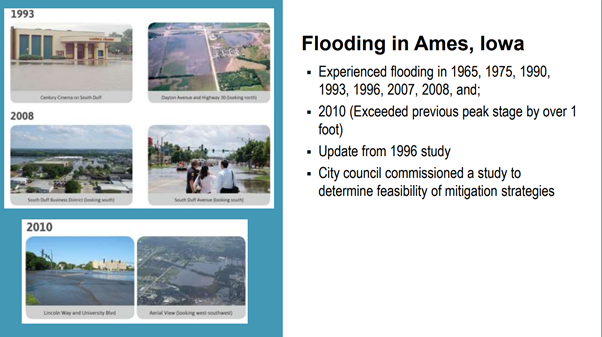 1993
Century Cinema on South Duff
Dayton Avenue and Highway 30 (looking north)
2008
South Duff Business District (looking south)
South Duff Avenue (looking south)
2010
Lincoln Way and University Blvd
Aerial View (looking west-southwest)
Flooding in Ames, Iowa
▪ Experienced flooding in 1965, 1975, 1990,
1993, 1996, 2007, 2008, and;
▪ 2010 (Exceeded previous peak stage by over 1
foot)
▪ Update from 1996 study
▪ City council commissioned a study to
determine feasibility of mitigation strategies